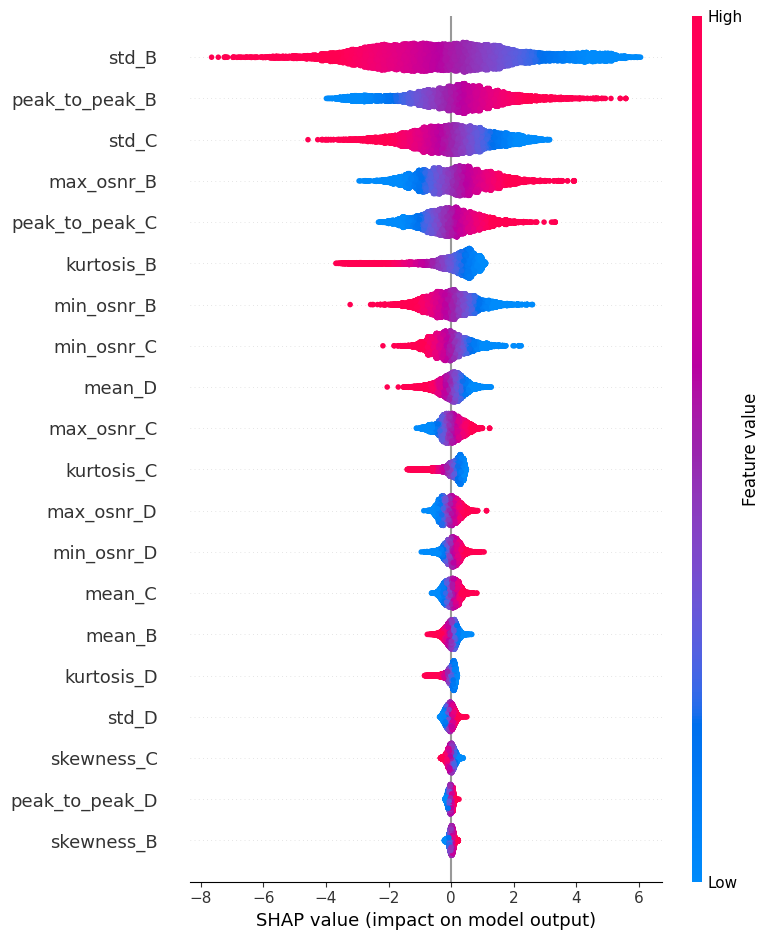 High
std_B
peak_to_peak_B
std_C
max_osnr_B
peak_to_peak_C
kurtosis_B
min_osnr_B
min_osnr_C
mean_D
max_osnr_C
kurtosis_C
max_osnr_D
min_osnr_D
mean_C
mean_B
kurtosis_D
std_D
skewness_C
peak_to_peak_D
skewness_B
Feature value
Low
−8 −6 −4 −2 0 2 4 6
SHAP value (impact on model output)